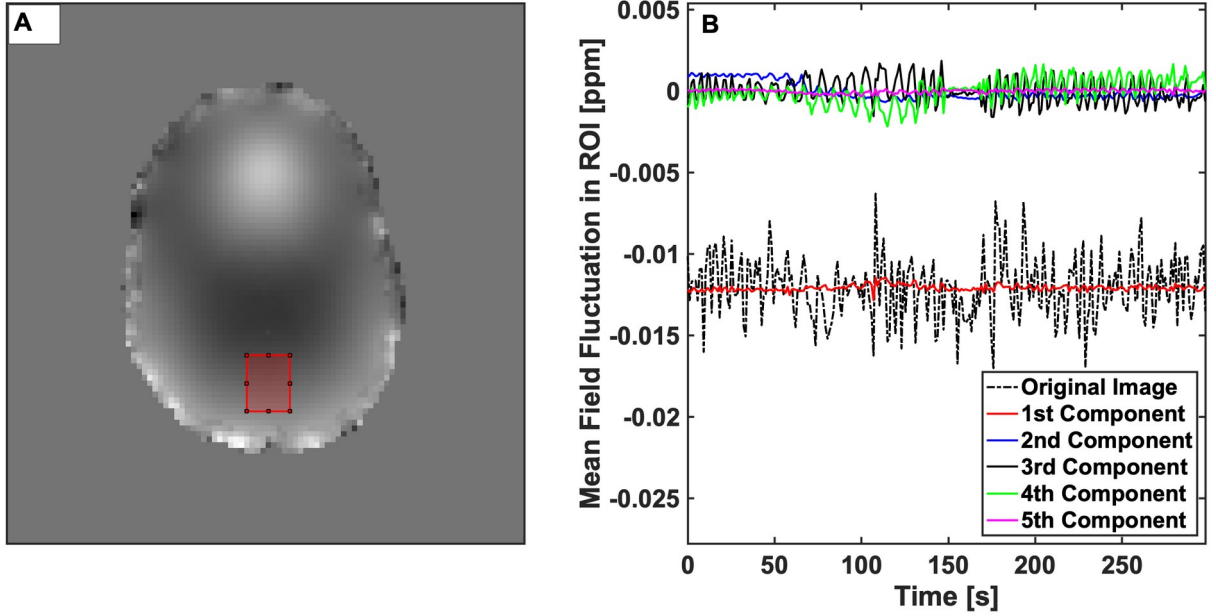 A
B
Mean Field Fluctuation in ROI [ppm]
0.005
0
-0.005
-0.01
-0.015
-0.02
-0.025
Original Image
1st Component
2nd Component
3rd Component
4th Component
5th Component
0 50 100 150 200 250
Time [s]